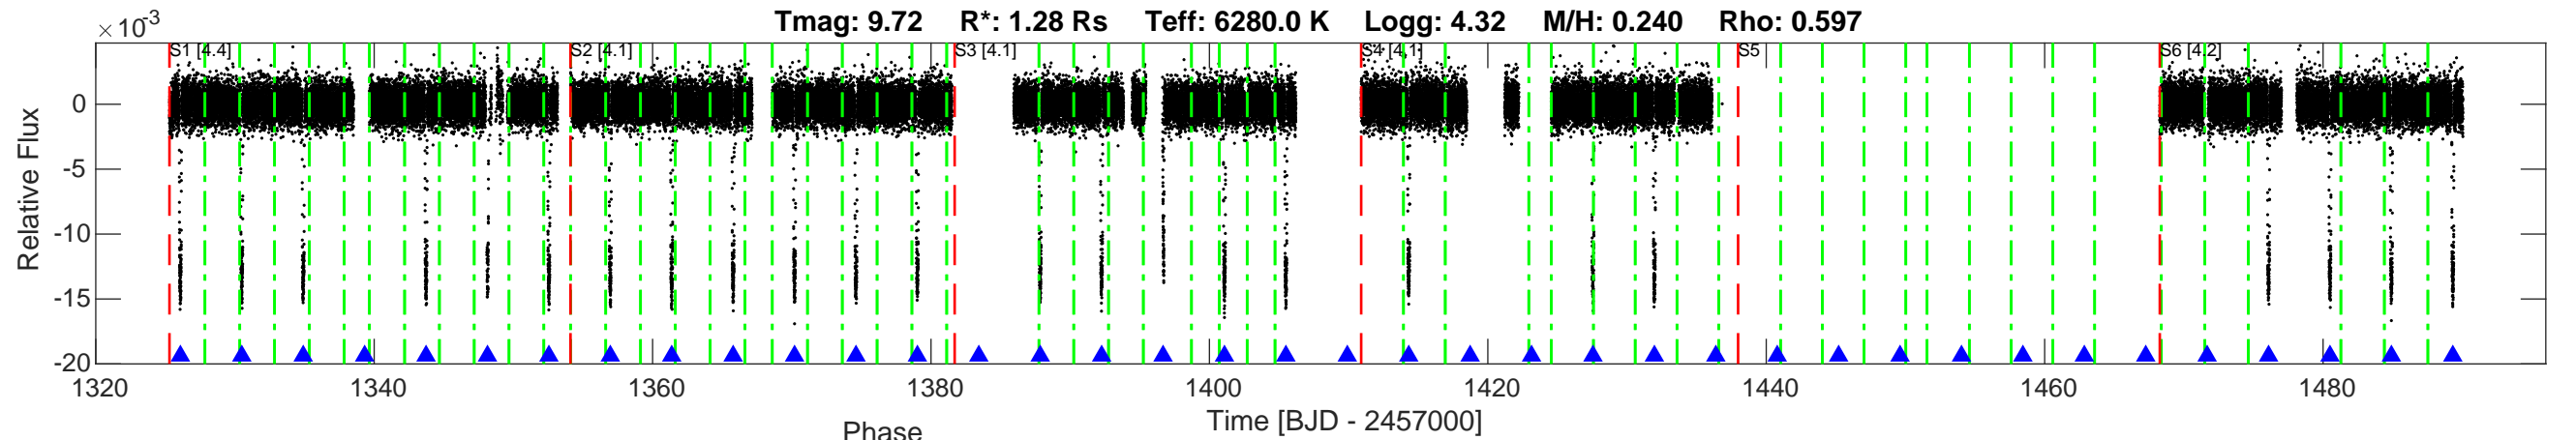 Tmag: 9.72 R*: 1.28 Rs Teff: 6280.0 K Logg: 4.32 M/H: 0.240 Rho: 0.597
×10-3
S1 [4.4] S2 [4.1] S3 [4.1] S4 [4.1] S5 S6 [4.2]
0
-5
-10
-15
-20
Relative Flux
1320 1340 1360 1380 1400 1420 1440 1460 1480
Phase Time [BJD - 2457000]